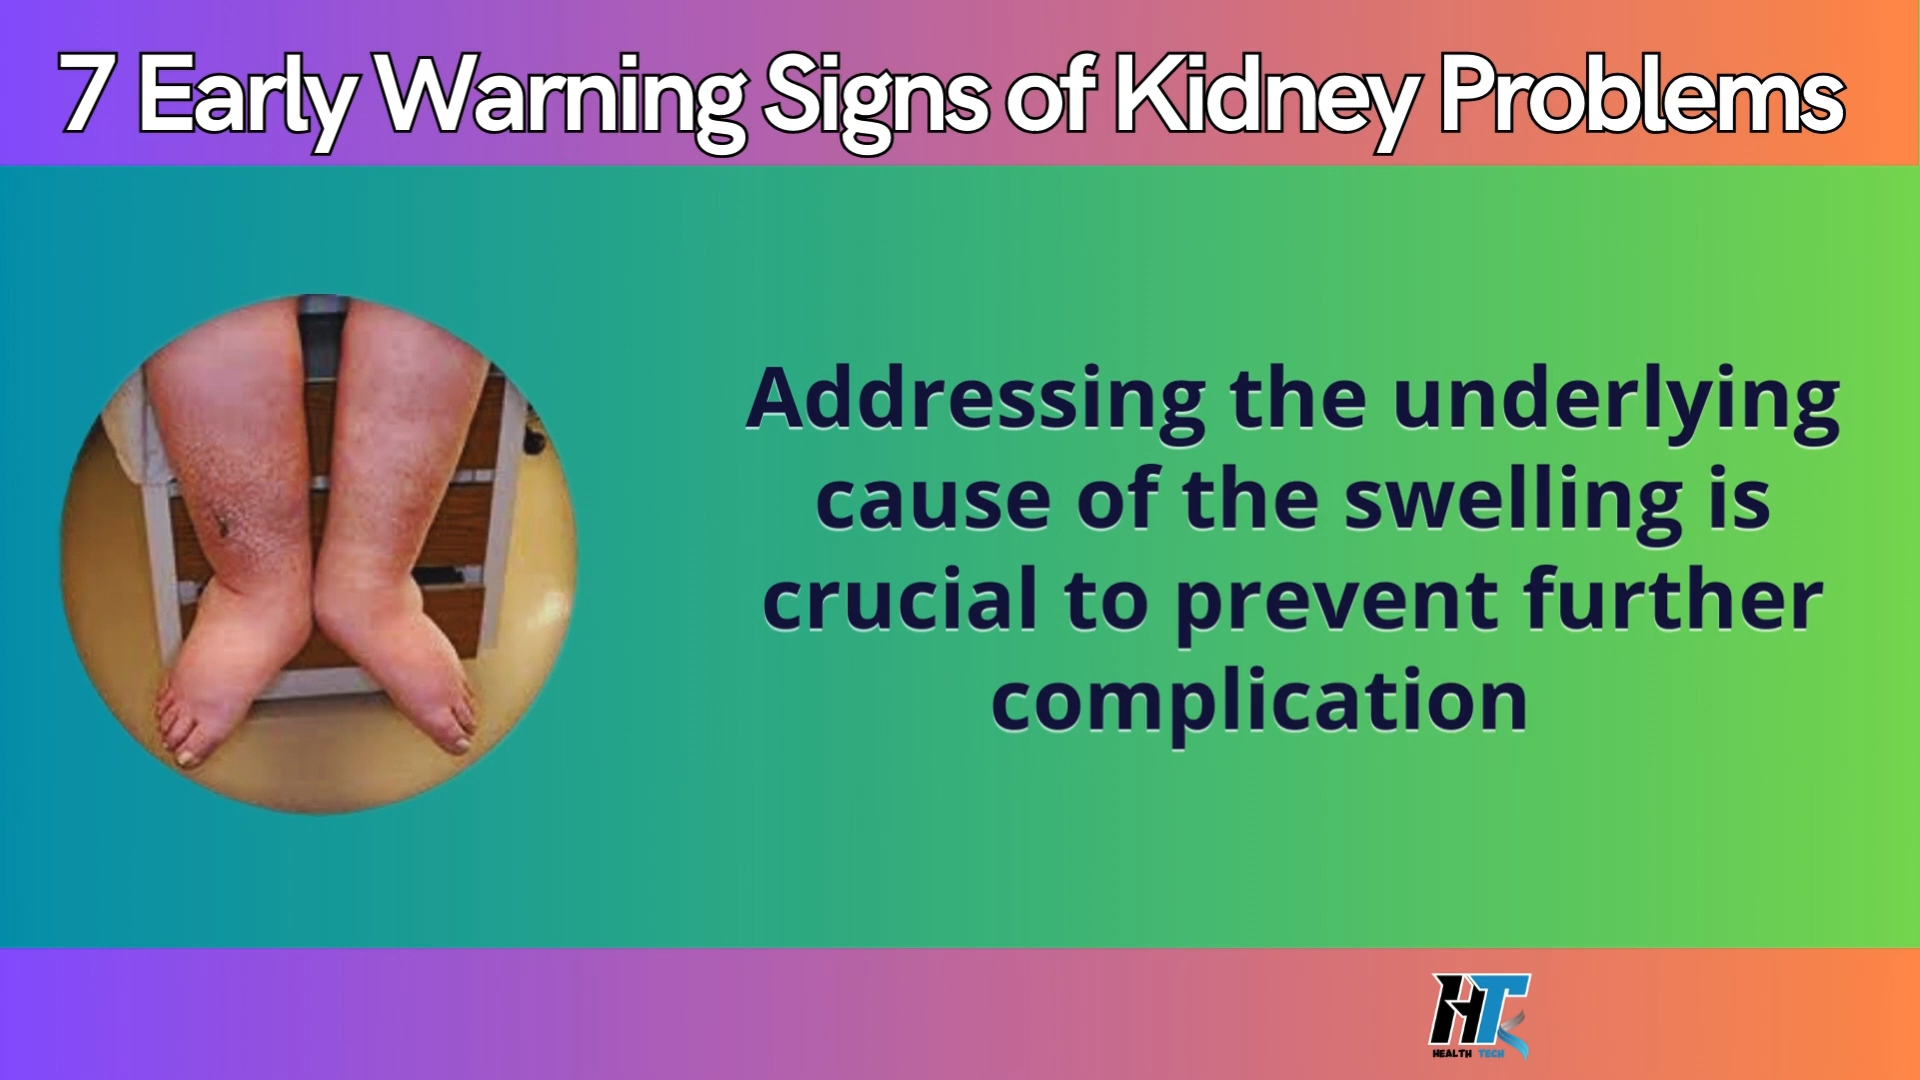 7 Early Warning Signs of Kidney Problems
Addressing the underlying
cause of the swelling is
crucial to prevent further
complication
HT
HEALTH TECH